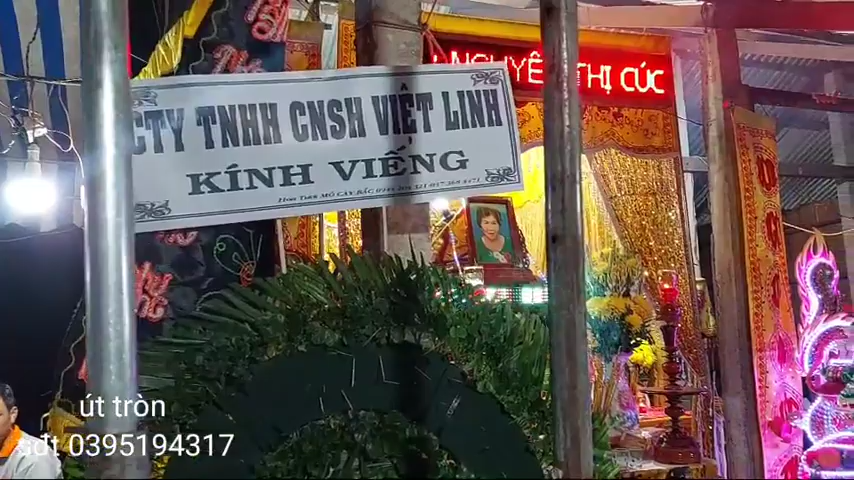 NGUYỄN THỊ CÚC
CTY TNHH CNSH VIỆT LINH
KÍNH VIẾNG
út tròn
sdt 0395194317